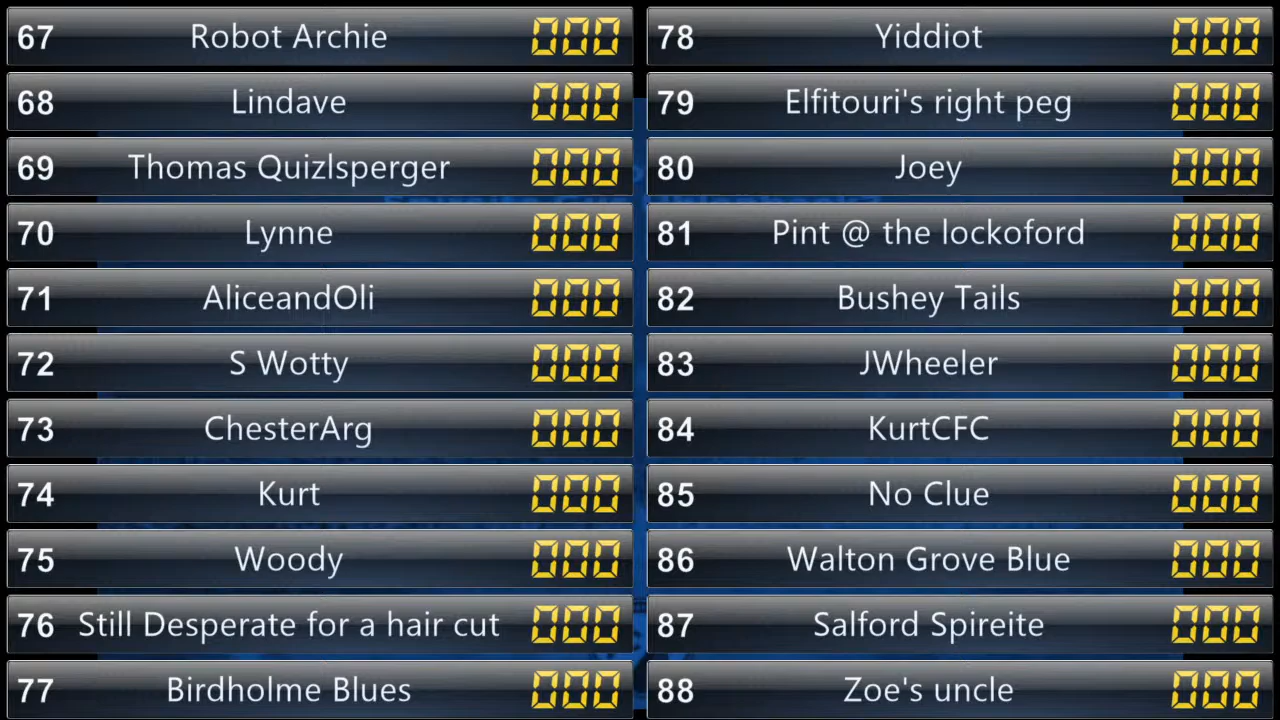 67 Robot Archie 000
68 Lindave 000
69 Thomas Quizlsperger 000
70 Lynne 000
71 AliceandOli 000
72 S Wotty 000
73 ChesterArg 000
74 Kurt 000
75 Woody 000
76 Still Desperate for a hair cut 000
77 Birdholme Blues 000
78 Yiddiot 000
79 Elfitouri's right peg 000
80 Joey 000
81 Pint @ the lockoford 000
82 Bushey Tails 000
83 JWheeler 000
84 KurtCFC 000
85 No Clue 000
86 Walton Grove Blue 000
87 Salford Spireite 000
88 Zoe's uncle 000